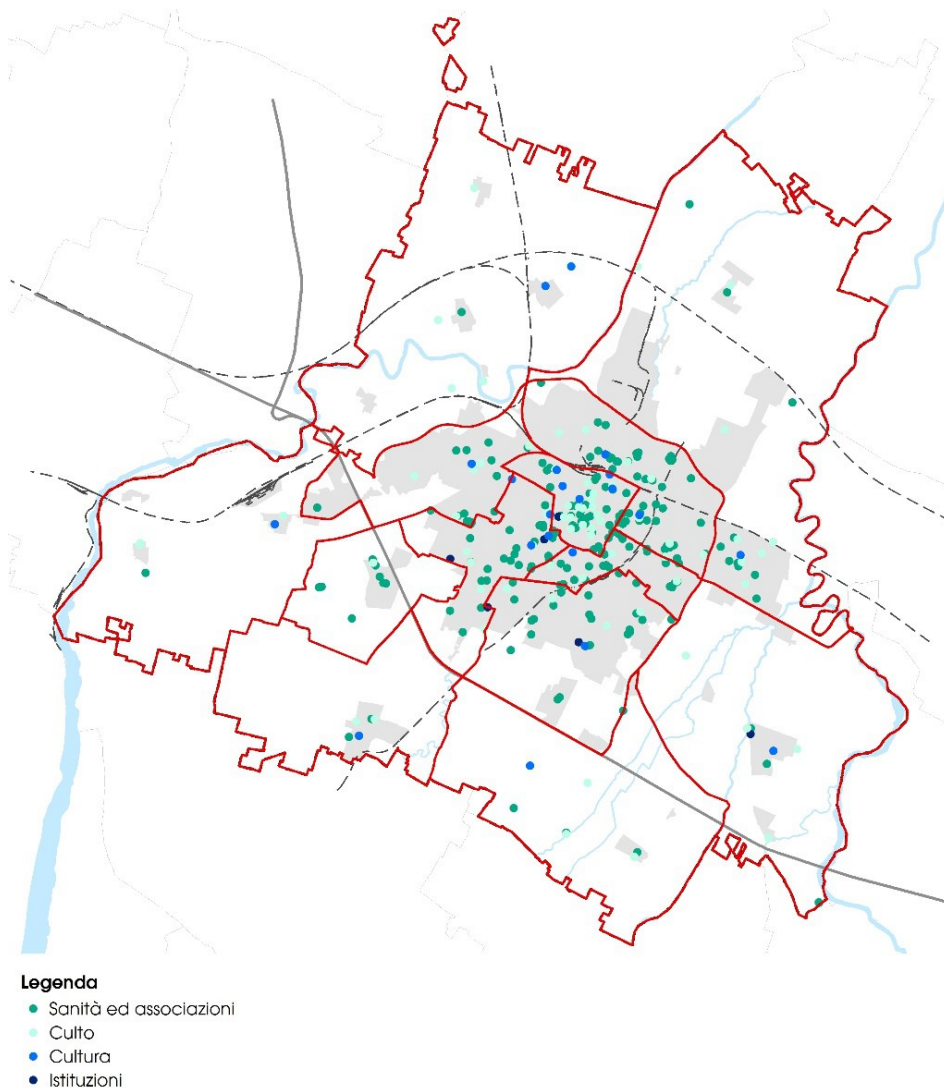 Legenda
Sanità ed associazioni
Culto
Cultura
Istituzioni